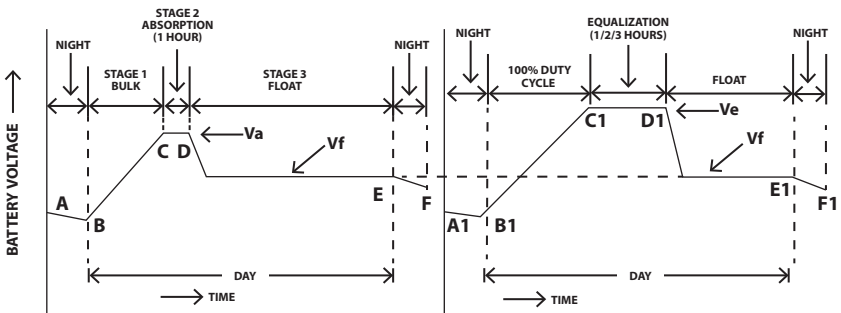 STAGE 2
ABSORPTION
(1 HOUR)
NIGHT
STAGE 1
BULK
STAGE 3
FLOAT
NIGHT
Va
Vf
A
B
C
D
E
F
DAY
TIME
BATTERY VOLTAGE
EQUALIZATION
(1/2/3 HOURS)
NIGHT
100% DUTY
CYCLE
FLOAT
NIGHT
C1
D1
Ve
Vf
A1
B1
E1
F1
DAY
TIME